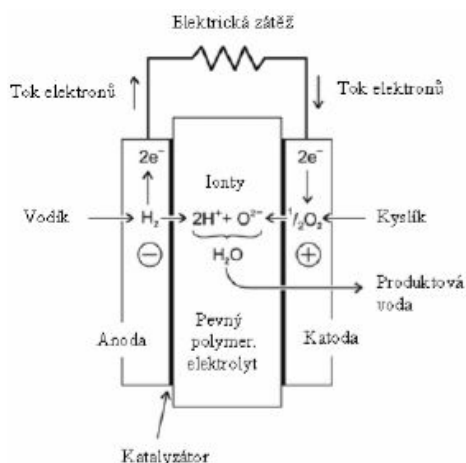 Elektrická zátěž
Tok elektronů
Tok elektronů
2e⁻
2e⁻
Ionty
Vodík
H₂
2H⁺ + O²⁻
¹/₂O₂
Kyslík
H₂O
Produktová
voda
Anoda
Pevný
polymer.
elektrolyt
Katoda
Katalyzátor